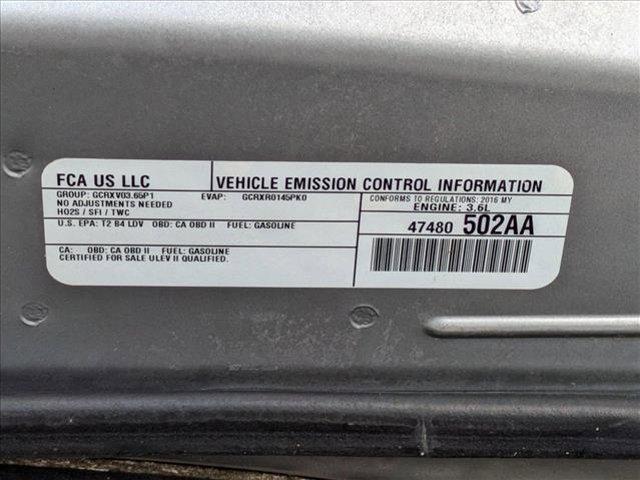 FCA US LLC
VEHICLE EMISSION CONTROL INFORMATION
GROUP: GCRXV03.65P1 EVAP: GCRXR0145PK0
NO ADJUSTMENTS NEEDED
HO2S / SFI / TWC
CONFORMS TO REGULATIONS: 2016 MY
ENGINE: 3.6L
U.S. EPA: T2 B4 LDV OBD: CA OBD II FUEL: GASOLINE
47480 502AA
CA: OBD: CA OBD II FUEL: GASOLINE
CERTIFIED FOR SALE ULEV II QUALIFIED